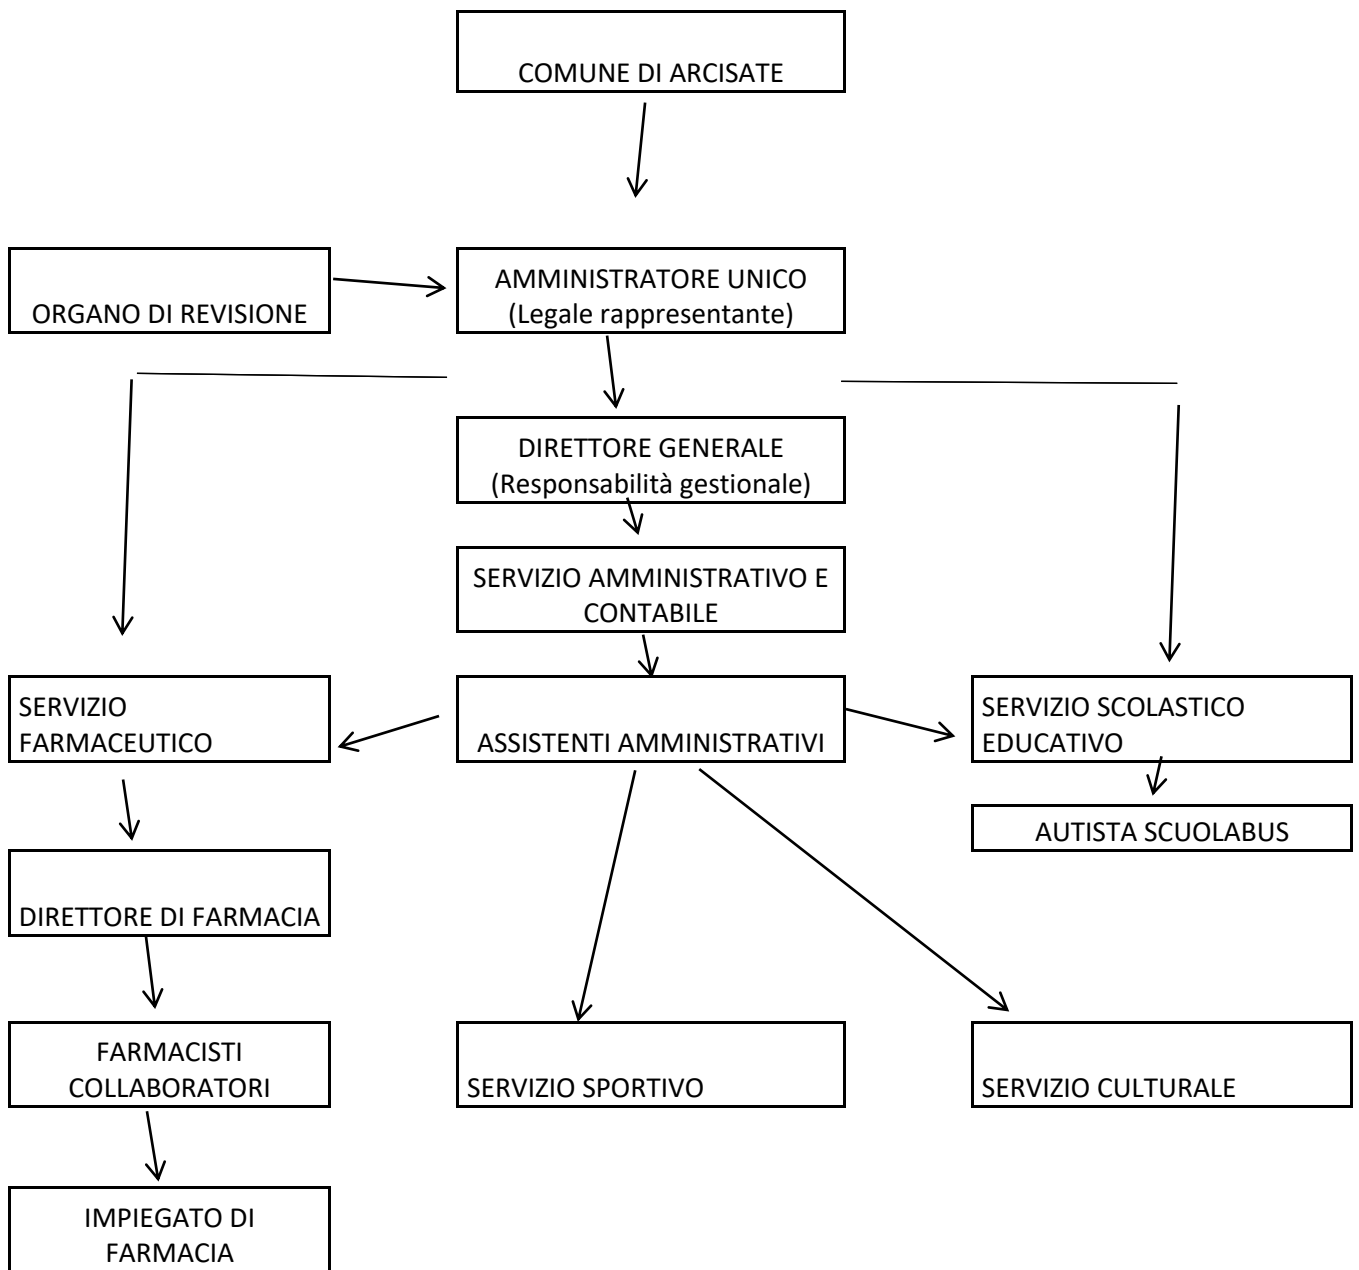 COMUNE DI ARCISATE
ORGANO DI REVISIONE
AMMINISTRATORE UNICO
(Legale rappresentante)
DIRETTORE GENERALE
(Responsabilità gestionale)
SERVIZIO AMMINISTRATIVO E
CONTABILE
SERVIZIO
FARMACEUTICO
ASSISTENTI AMMINISTRATIVI
SERVIZIO SCOLASTICO
EDUCATIVO
AUTISTA SCUOLABUS
DIRETTORE DI FARMACIA
FARMACISTI
COLLABORATORI
SERVIZIO SPORTIVO
SERVIZIO CULTURALE
IMPIEGATO DI
FARMACIA